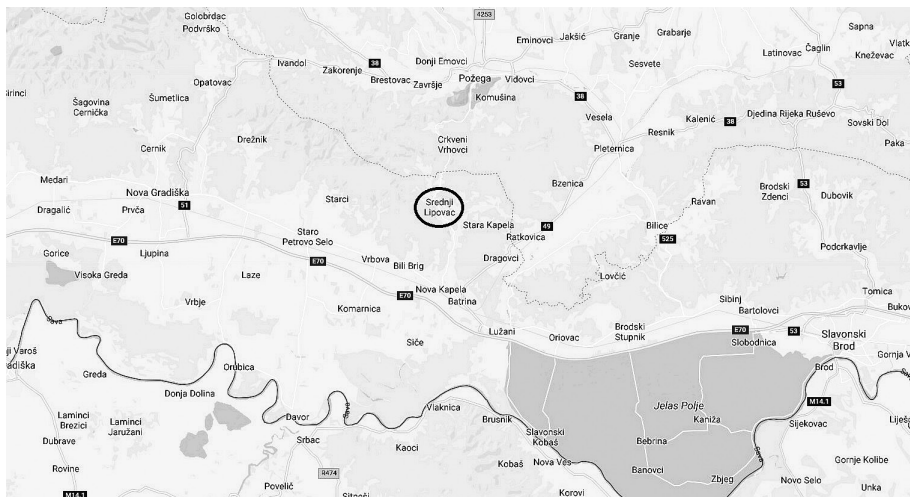 Golobrdac
4253
Sapna
Podvrško
Eminovci
Jakšić
Granje
Grabarje
Čaglin
Latinovac
Kneževac
Ivandol
38
Donji Emovci
Zakorenje
Sesvete
Brestovac
Završje
Požega
Vidovci
Opatovac
53
Šumetlica
Komušina
38
Šagovina
Cernička
Vesela
Kalenić
38
Djedina Rijeka
Ruševo
Resnik
Sovski Dol
Drežnik
Crkveni
Vrhovci
Cernik
Pleternica
Paka
Medari
Bzenica
53
Nova Gradiška
Brodski
Zdenci
Dubovik
Starci
Srednji
Lipovac
Ravan
Dragalić
Prvča
51
Stara Kapela
49
Bilice
Staro
Petrovo Selo
Ratkovica
525
E70
Podcrkavlje
Gorice
Ljupina
E70
Vrbova
Bili Brig
Dragovci
Visoka Greda
Laze
Lovčić
Nova Kapela
E70
Batrina
Tomica
Vrbje
Komarnica
Sibinj
Bartolovci
Sava
Lužani
Oriovac
Brodski
Stupnik
E70
53
Slavonski
Brod
Siče
Slobodnica
Gornja V
Greda
Orubica
Brod
Donja Dolina
Jelas Polje
M14.1
Vlaknica
Kaniža
Davor
Sava
Brusnik
Laminci
Brezici
Laminci
Jaružani
Sijekovac
Srbac
Slavonski
Kobaš
Dubrave
Kaoci
Bebrina
Sava
Gornje Kolibe
Kobaš
Nova Ves
Rovine
R474
Banovci
Povelič
Zbjeg
Novo Selo
Unka
M14.1
Korovi